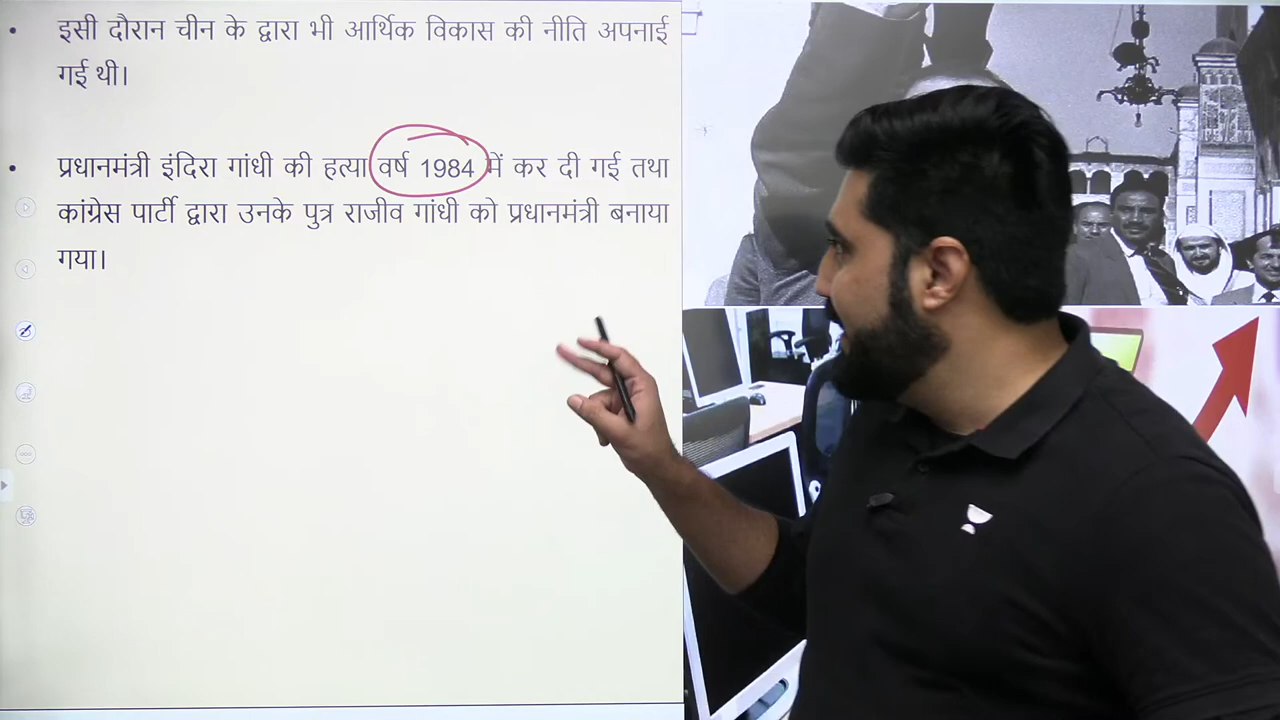 • इसी दौरान चीन के द्वारा भी आर्थिक विकास की नीति अपनाई
गई थी।
• प्रधानमंत्री इंदिरा गांधी की हत्या वर्ष 1984 में कर दी गई तथा
कांग्रेस पार्टी द्वारा उनके पुत्र राजीव गांधी को प्रधानमंत्री बनाया
गया।